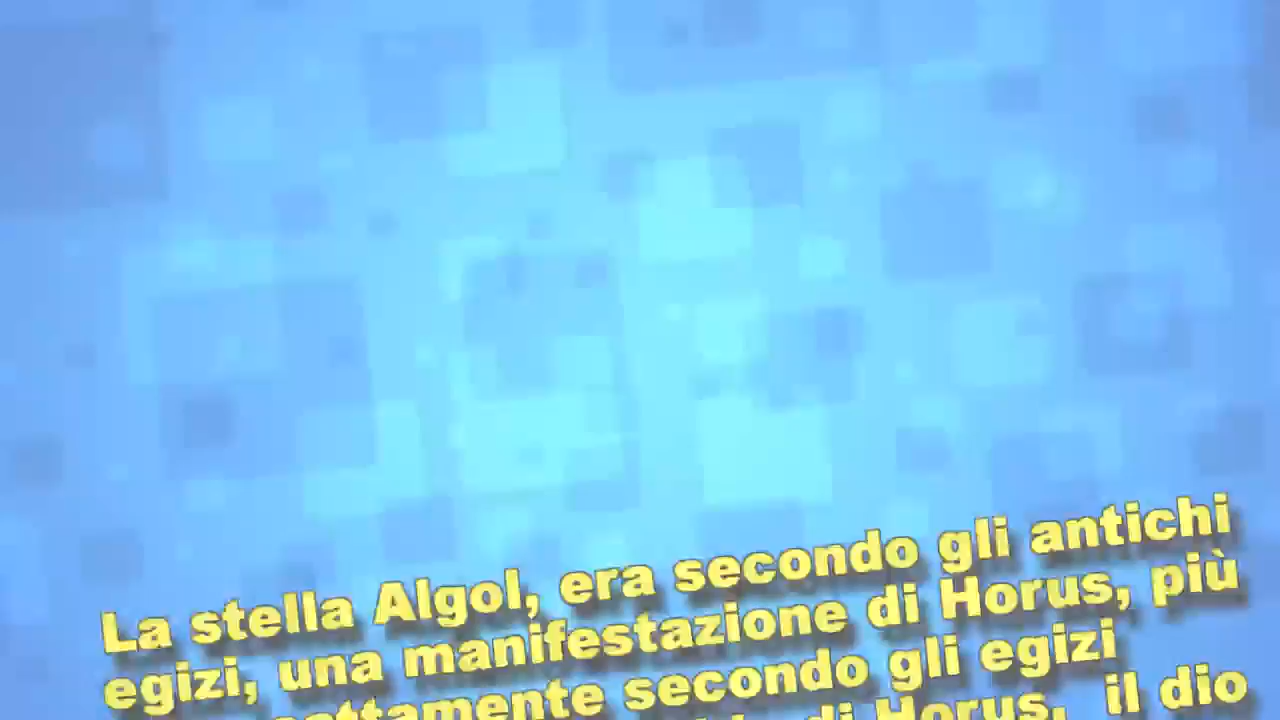 La stella Algol, era secondo gli antichi
egizi, una manifestazione di Horus, più
secondo gli egizi
di Horus, il dio